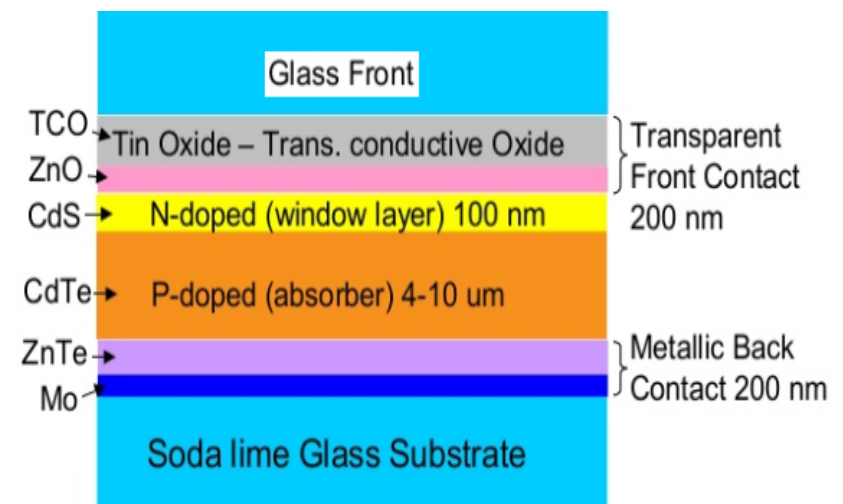 Glass Front
TCO
Tin Oxide – Trans. conductive Oxide
Transparent
ZnO
Front Contact
CdS
N-doped (window layer) 100 nm
200 nm
CdTe
P-doped (absorber) 4-10 um
ZnTe
Metallic Back
Mo
Contact 200 nm
Soda lime Glass Substrate